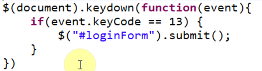 $(document).keydown(function(event){
    if(event.keyCode == 13) {
        $("#loginForm").submit();
    }
})